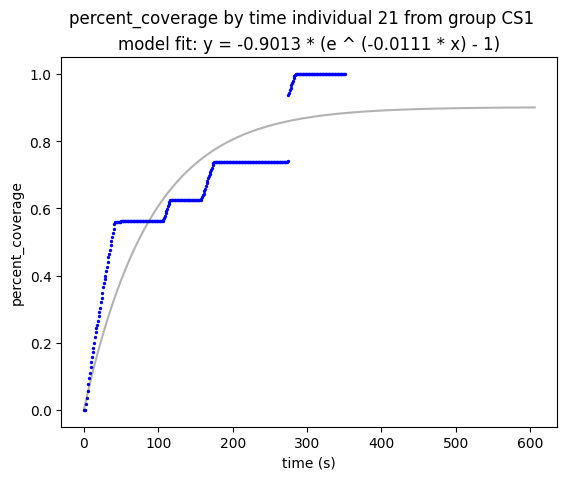 percent_coverage by time individual 21 from group CS1
model fit: y = -0.9013 * (e ^ (-0.0111 * x) - 1)
1.0
0.8
0.6
0.4
0.2
0.0
percent_coverage
0 100 200 300 400 500 600
time (s)